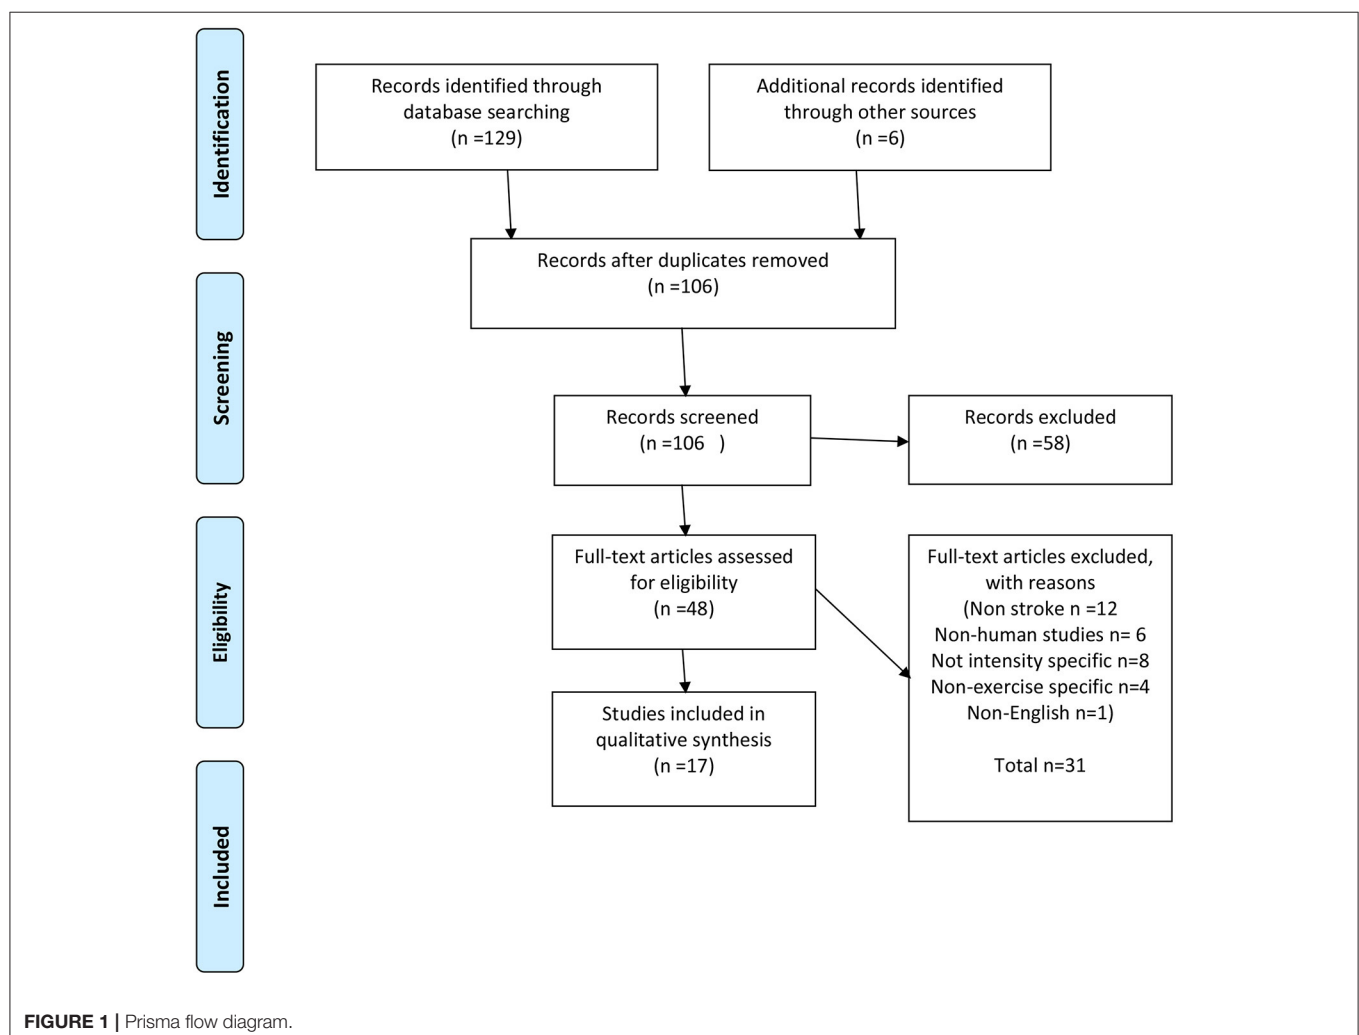 Identification
Records identified through
database searching
(n =129)
Additional records identified
through other sources
(n =6)
Records after duplicates removed
(n =106)
Screening
Records screened
(n =106   )
Records excluded
(n =58)
Eligibility
Full-text articles assessed
for eligibility
(n =48)
Full-text articles excluded,
with reasons
(Non stroke n =12
Non-human studies n= 6
Not intensity specific n=8
Non-exercise specific n=4
Non-English n=1)
Total n=31
Studies included in
qualitative synthesis
(n =17)
Included
FIGURE 1 | Prisma flow diagram.